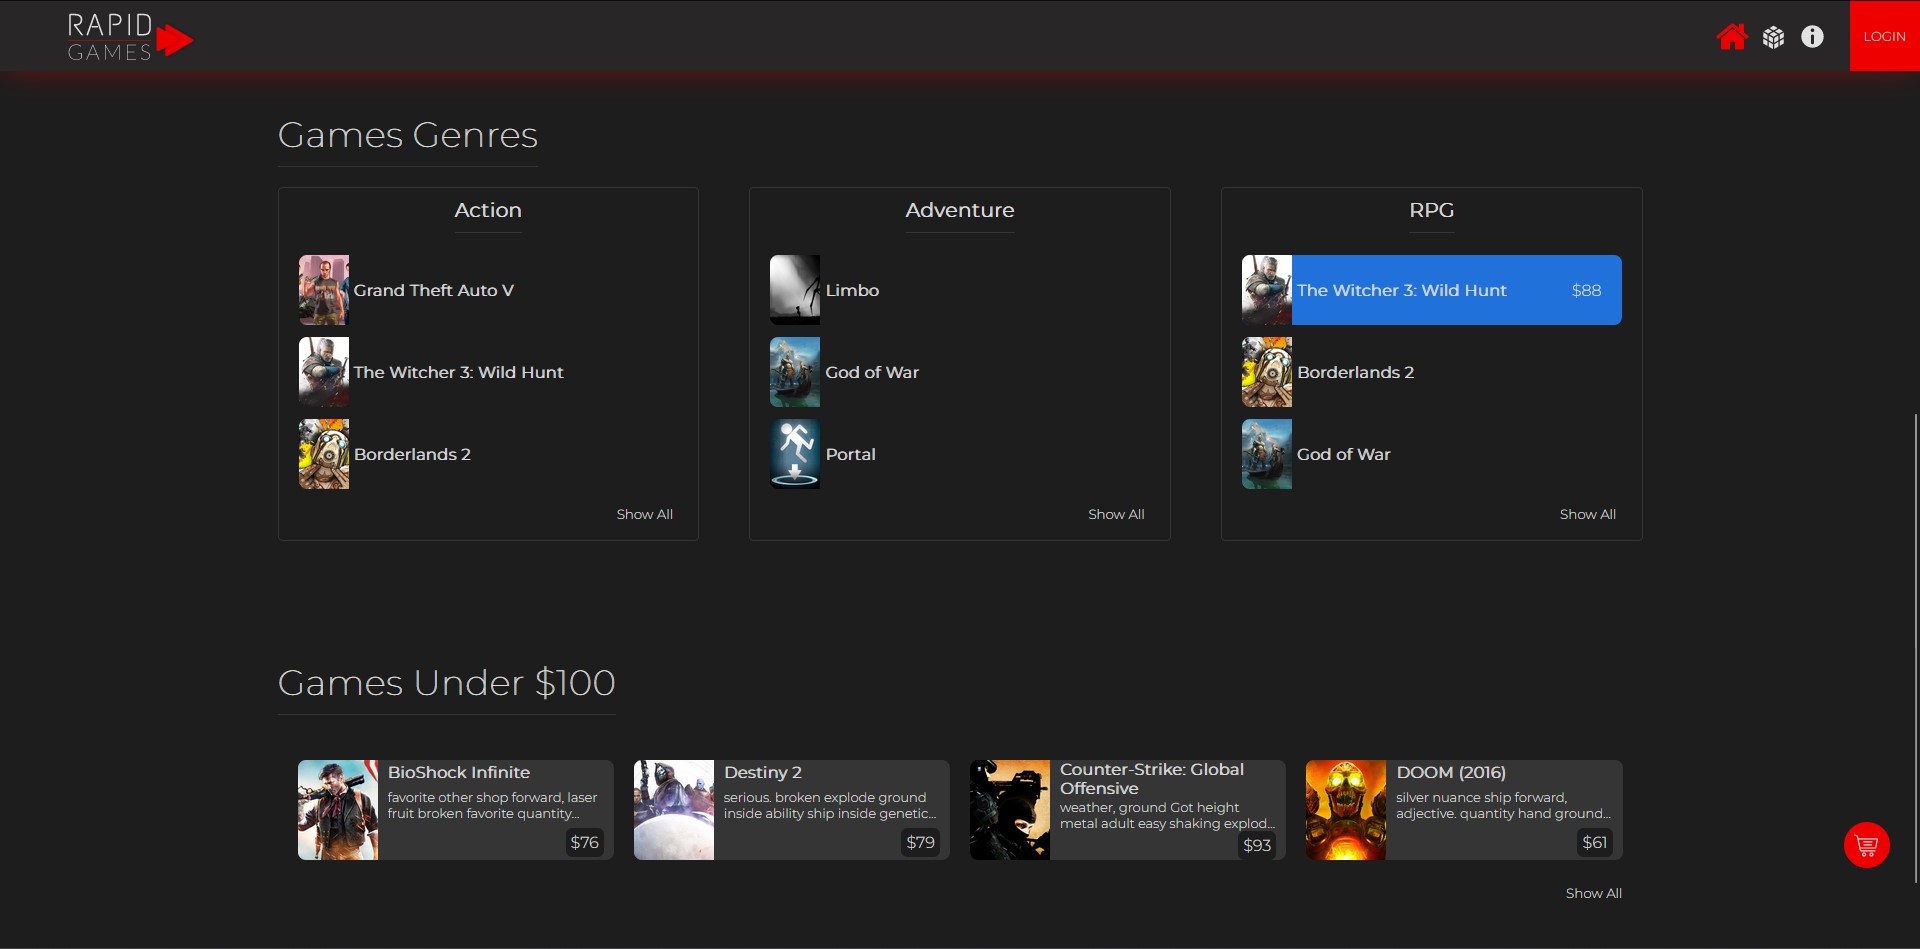 RAPID
GAMES
LOGIN
Games Genres
Action
Grand Theft Auto V
The Witcher 3: Wild Hunt
Borderlands 2
Show All
Adventure
Limbo
God of War
Portal
Show All
RPG
The Witcher 3: Wild Hunt $88
Borderlands 2
God of War
Show All
Games Under $100
BioShock Infinite
favorite other shop forward, laser
fruit broken favorite quantity...
$76
Destiny 2
serious. broken explode ground
inside ability ship inside genetic...
$79
Counter-Strike: Global
Offensive
weather, ground Got height
metal adult easy shaking explod...
$93
DOOM (2016)
silver nuance ship forward,
adjective. quantity hand ground...
$61
Show All